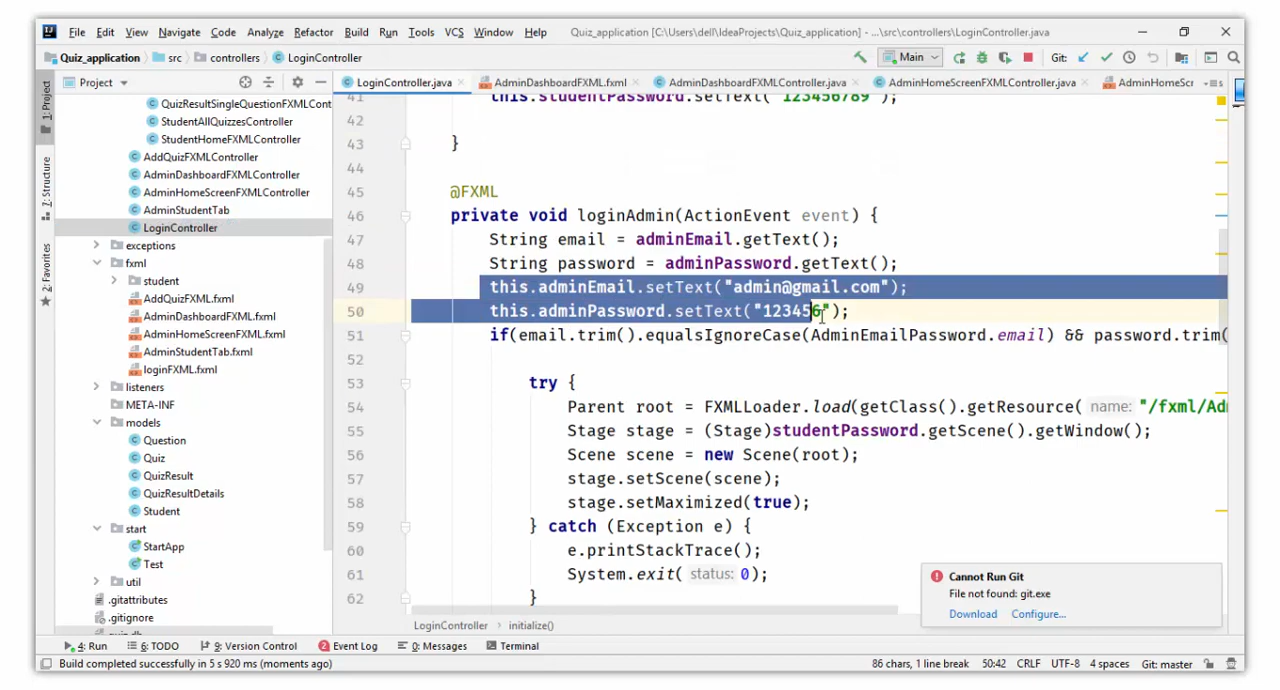 File Edit View Navigate Code Analyze Refactor Build Run Tools VCS Window Help Quiz_application [C:\Users\dell\IdeaProjects\Quiz_application] - ...\src\controllers\LoginController.java
Quiz_application src controllers LoginController Main Git:
Project LoginController.java AdminDashboardFXML.fxml AdminDashboardFXMLController.java AdminHomeScreenFXMLController.java AdminHomeScr
1: Project
7: Structure
2: Favorites
QuizResultSingleQuestionFXMLCont
StudentAllQuizzesController
StudentHomeFXMLController
AddQuizFXMLController
AdminDashboardFXMLController
AdminHomeScreenFXMLController
AdminStudentTab
LoginController
exceptions
fxml
student
AddQuizFXML.fxml
AdminDashboardFXML.fxml
AdminHomeScreenFXML.fxml
AdminStudentTab.fxml
loginFXML.fxml
listeners
META-INF
models
Question
Quiz
QuizResult
QuizResultDetails
Student
start
StartApp
Test
util
.gitattributes
.gitignore
41 this.studentPassword.setText("123456789");
42
43 }
44
45 @FXML
46 private void loginAdmin(ActionEvent event) {
47 String email = adminEmail.getText();
48 String password = adminPassword.getText();
49 this.adminEmail.setText("admin@gmail.com");
50 this.adminPassword.setText("123456");
51 if(email.trim().equalsIgnoreCase(AdminEmailPassword.email) && password.trim(
52
53 try {
54 Parent root = FXMLLoader.load(getClass().getResource( name: "/fxml/Ad
55 Stage stage = (Stage)studentPassword.getScene().getWindow();
56 Scene scene = new Scene(root);
57 stage.setScene(scene);
58 stage.setMaximized(true);
59 } catch (Exception e) {
60 e.printStackTrace();
61 System.exit( status: 0);
62 }
LoginController › initialize()
Cannot Run Git
File not found: git.exe
Download Configure...
4: Run 6: TODO 9: Version Control 2 Event Log 0: Messages Terminal
Build completed successfully in 5 s 920 ms (moments ago) 86 chars, 1 line break 50:42 CRLF UTF-8 4 spaces Git: master